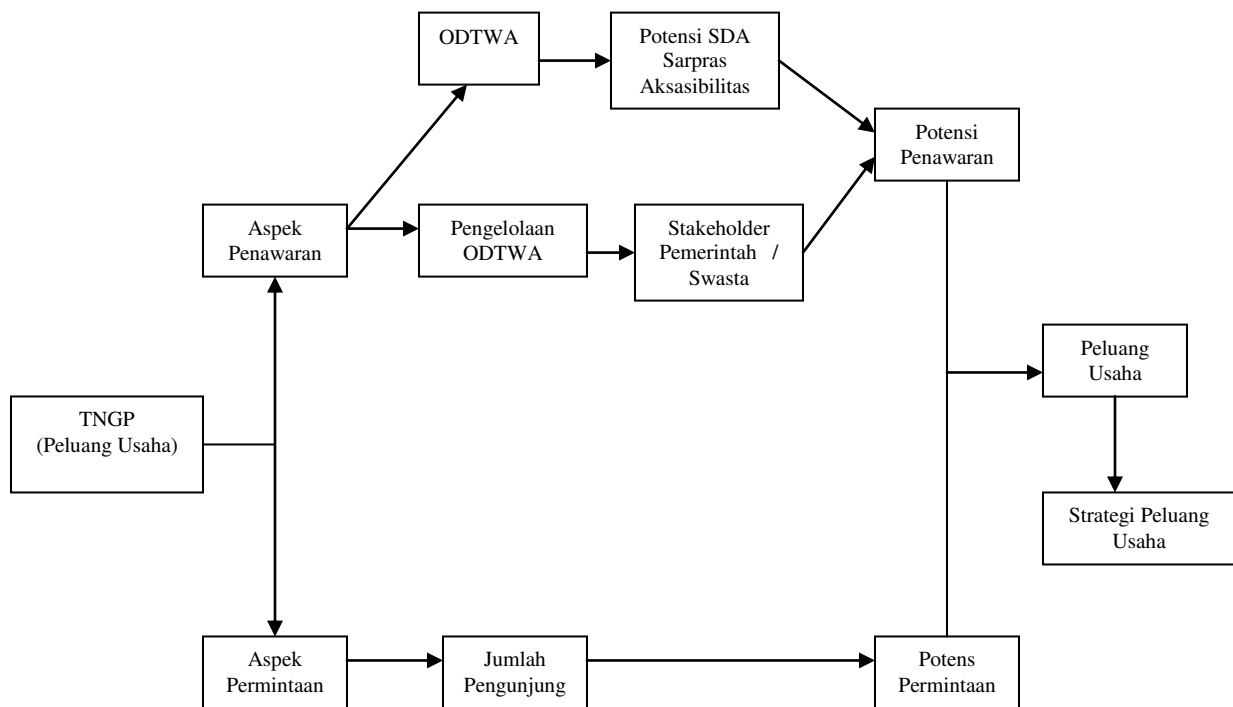 ODTWA
Potensi SDA
Sarpras
Aksasibilitas
Potensi
Penawaran
Aspek
Penawaran
Pengelolaan
ODTWA
Stakeholder
Pemerintah /
Swasta
Peluang
Usaha
TNGP
(Peluang Usaha)
Strategi Peluang
Usaha
Aspek
Permintaan
Jumlah
Pengunjung
Potens
Permintaan